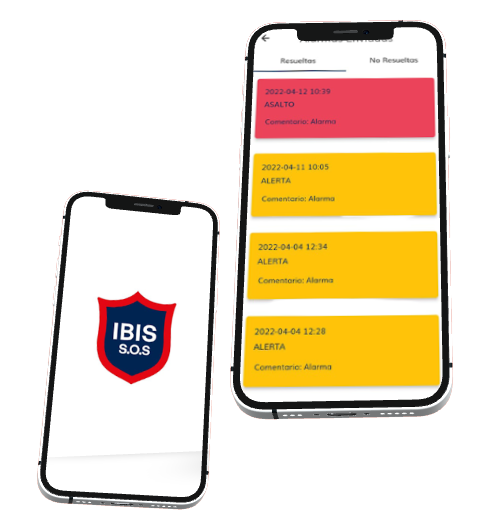 Resueltas
No Resueltas
2022-04-12 10:39
ASALTO
Comentario: Alarma
2022-04-11 10:05
ALERTA
Comentario: Alarma
2022-04-04 12:34
ALERTA
Comentario: Alarma
2022-04-04 12:28
ALERTA
Comentario: Alarma
IBIS
S.O.S